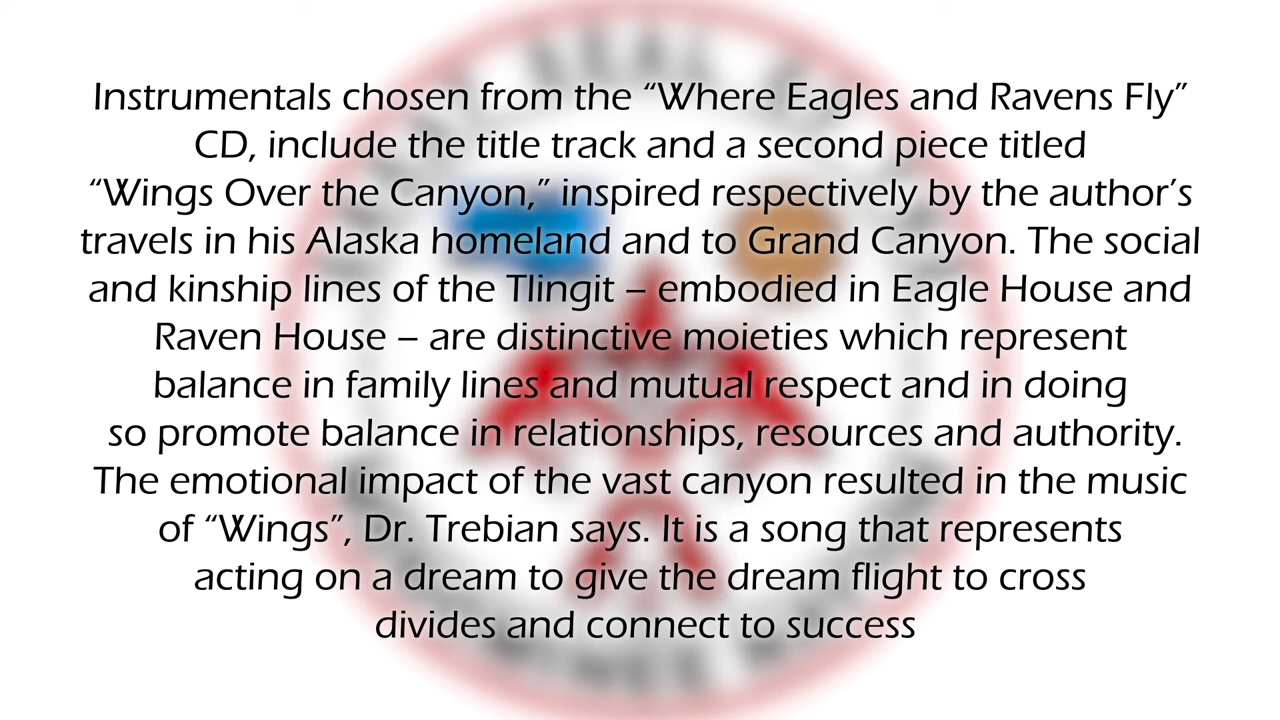 Instrumentals chosen from the “Where Eagles and Ravens Fly”
CD, include the title track and a second piece titled
“Wings Over the Canyon,” inspired respectively by the author’s
travels in his Alaska homeland and to Grand Canyon. The social
and kinship lines of the Tlingit – embodied in Eagle House and
Raven House – are distinctive moieties which represent
balance in family lines and mutual respect and in doing
so promote balance in relationships, resources and authority.
The emotional impact of the vast canyon resulted in the music
of “Wings”, Dr. Trebian says. It is a song that represents
acting on a dream to give the dream flight to cross
divides and connect to success